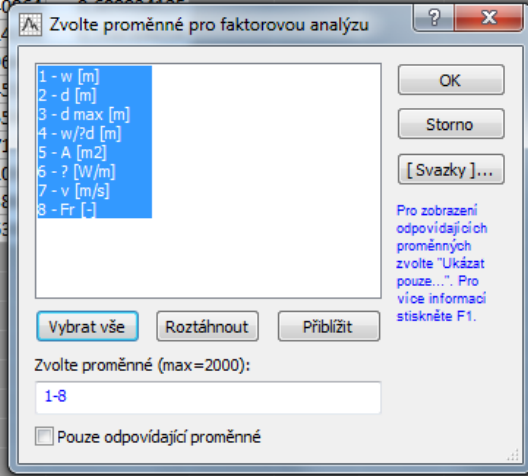 Zvolte proměnné pro faktorovou analýzu
1 - w [m]
2 - d [m]
3 - d max [m]
4 - w/?d [m]
5 - A [m2]
6 - ? [W/m]
7 - v [m/s]
8 - Fr [-]
OK
Storno
[ Svazky ]...
Pro zobrazení
odpovídajících
proměnných
zvolte "Ukázat
pouze...". Pro
více informací
stiskněte F1.
Vybrat vše
Roztáhnout
Přiblížit
Zvolte proměnné (max=2000):
1-8
Pouze odpovídající proměnné